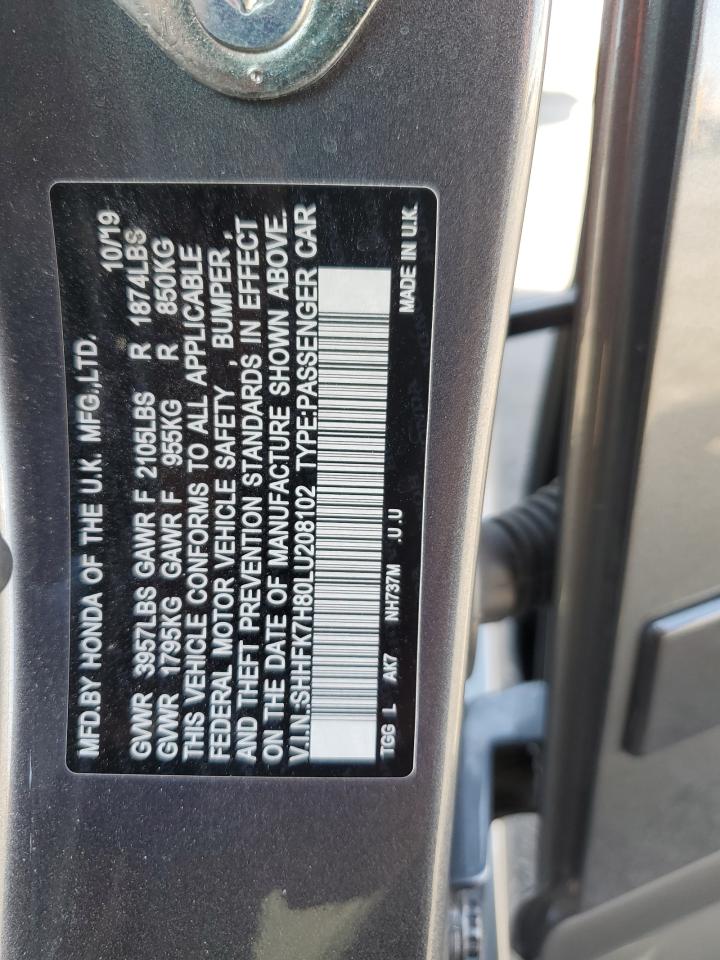 MFD.BY HONDA OF THE U.K. MFG.,LTD. 10/19
GVWR 3957LBS GAWR F 2105LBS R 1874LBS
GVWR 1795KG GAWR F 955KG R 850KG
THIS VEHICLE CONFORMS TO ALL APPLICABLE
FEDERAL MOTOR VEHICLE SAFETY , BUMPER ,
AND THEFT PREVENTION STANDARDS IN EFFECT
ON THE DATE OF MANUFACTURE SHOWN ABOVE.
V.I.N.:SHHFK7H80LU208102 TYPE:PASSENGER CAR
TGG L AK7 NH737M .U.U MADE IN U.K.